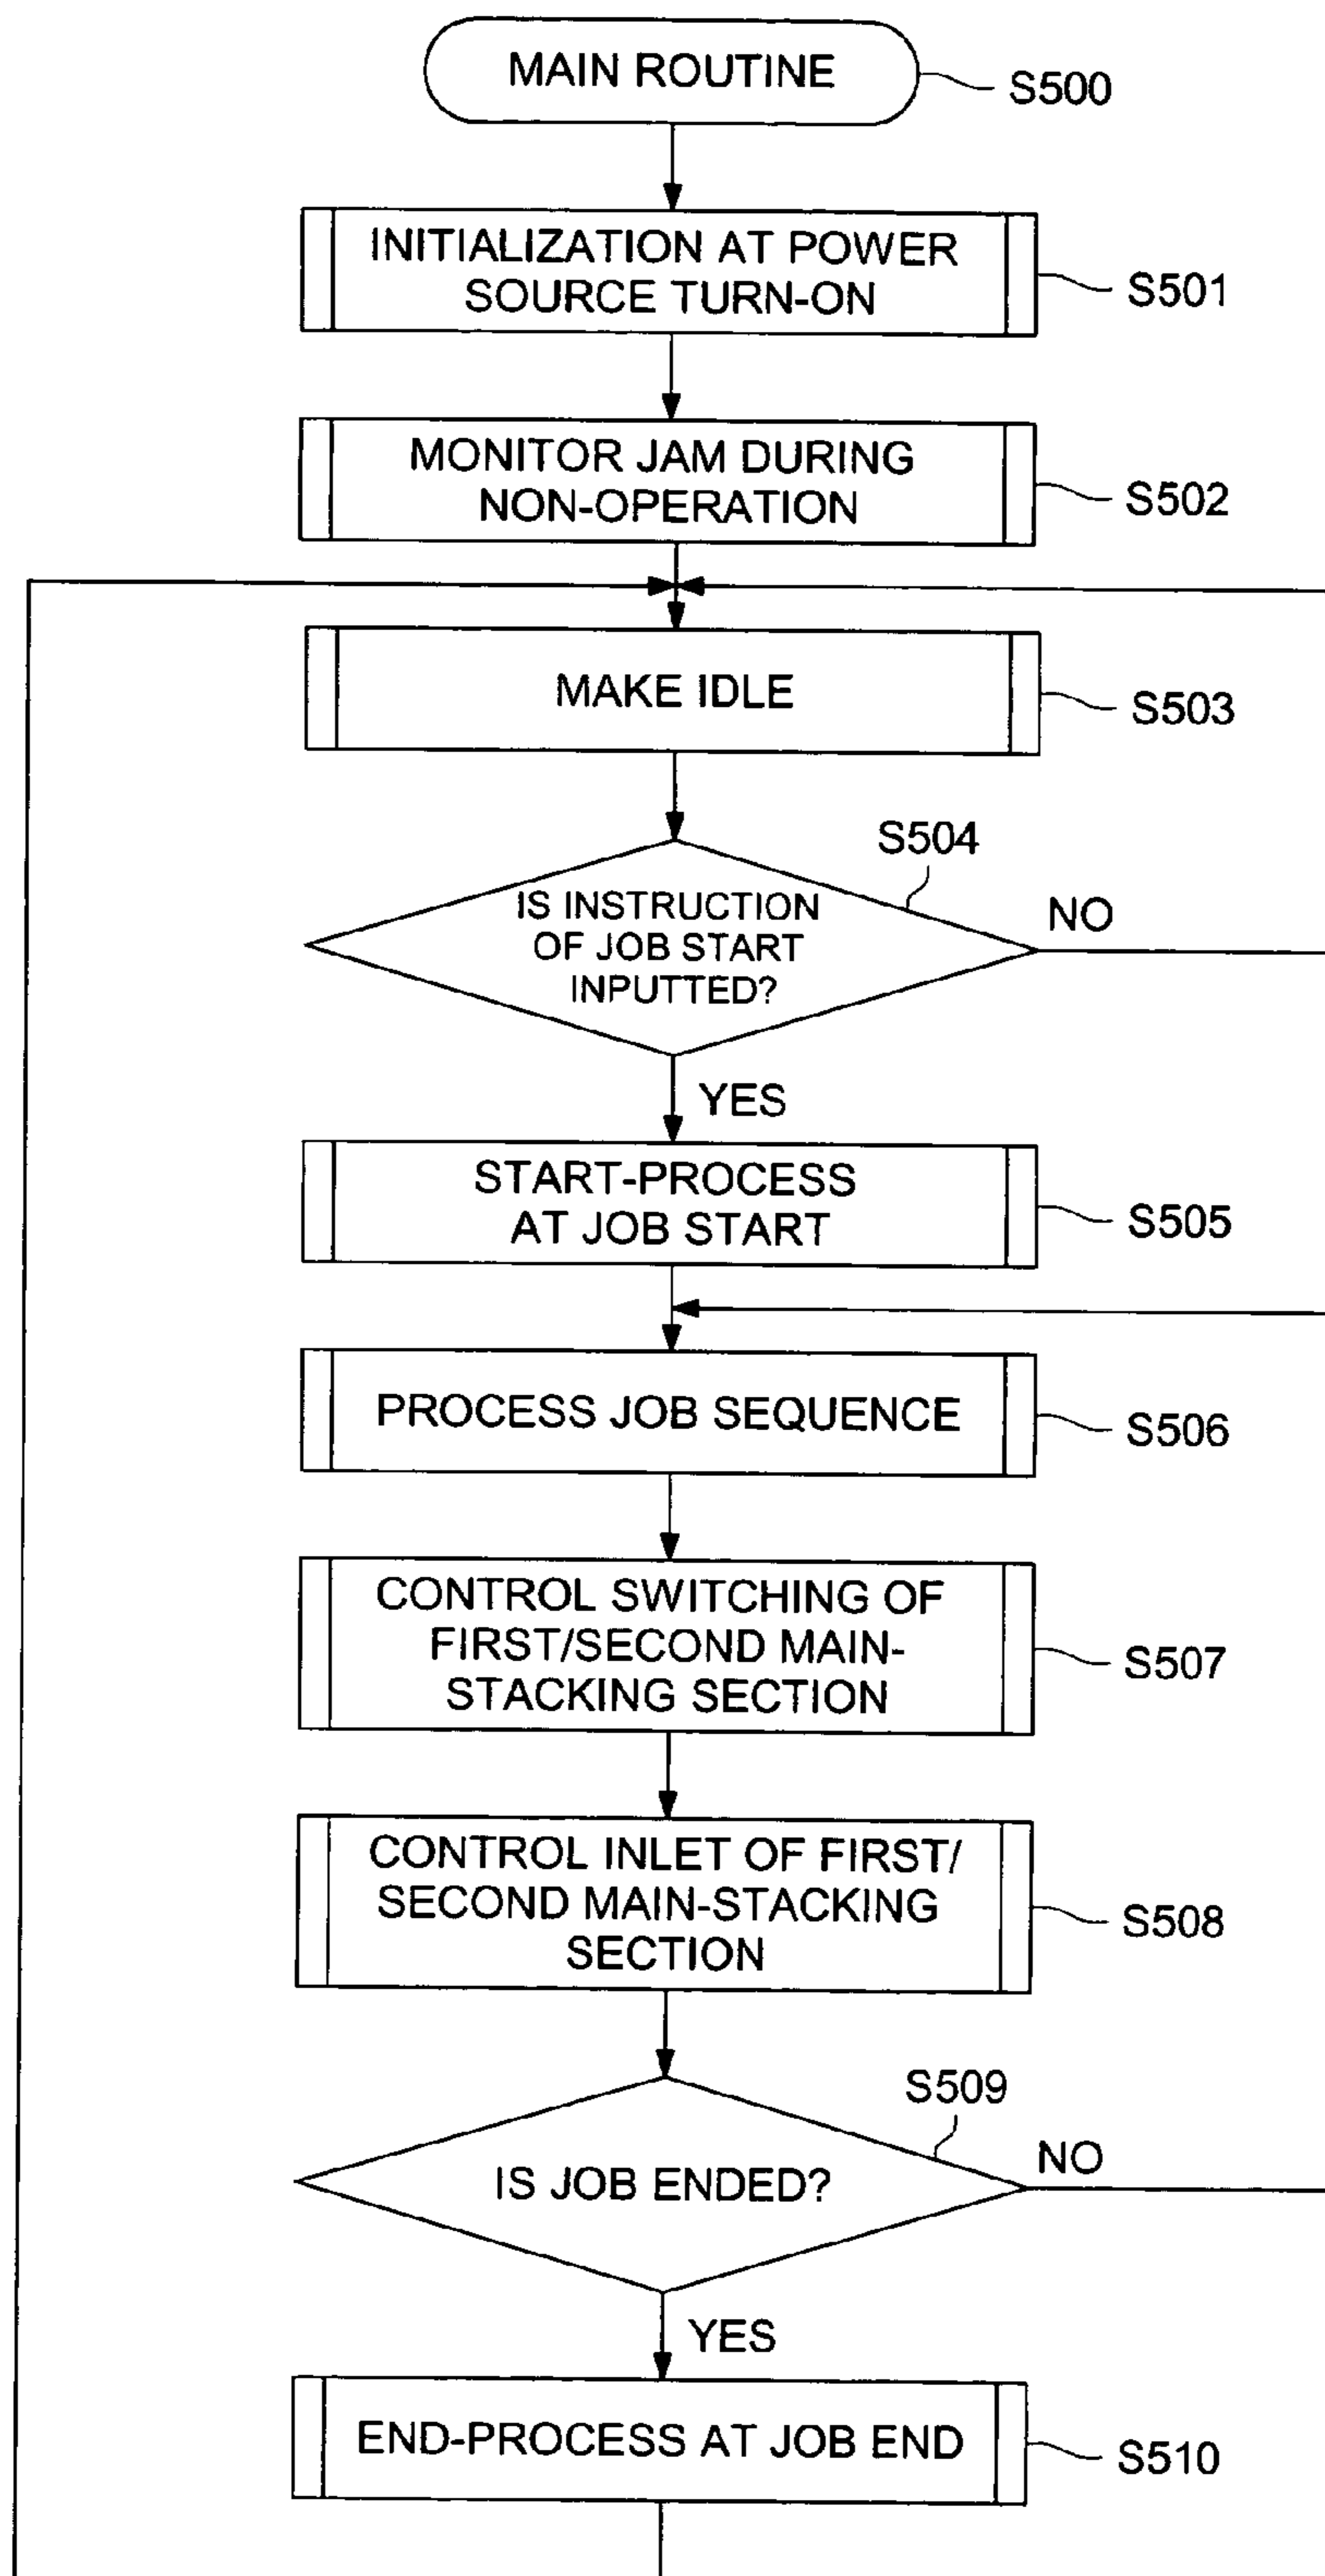 MAIN ROUTINE
S500
INITIALIZATION AT POWER
SOURCE TURN-ON
S501
MONITOR JAM DURING
NON-OPERATION
S502
MAKE IDLE
S503
S504
IS INSTRUCTION
OF JOB START
INPUTTED?
NO
YES
START-PROCESS
AT JOB START
S505
PROCESS JOB SEQUENCE
S506
CONTROL SWITCHING OF
FIRST/SECOND MAIN-
STACKING SECTION
S507
CONTROL INLET OF FIRST/
SECOND MAIN-STACKING
SECTION
S508
S509
IS JOB ENDED?
NO
YES
END-PROCESS AT JOB END
S510